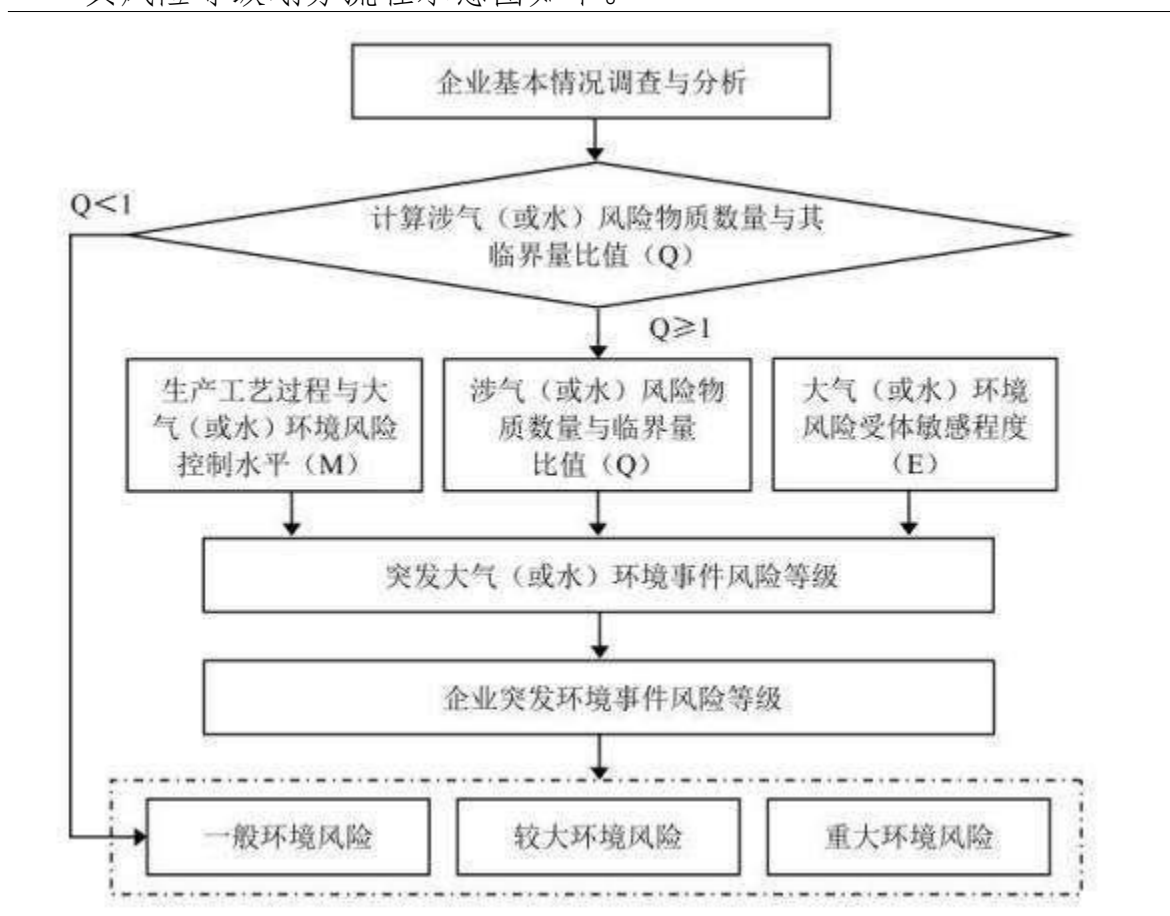 企业基本情况调查与分析
Q＜1
计算涉气（或水）风险物质数量与其
临界量比值（Q）
Q≥1
生产工艺过程与大
气（或水）环境风险
控制水平（M）
涉气（或水）风险物
质数量与临界量
比值（Q）
大气（或水）环境
风险受体敏感程度
（E）
突发大气（或水）环境事件风险等级
企业突发环境事件风险等级
一般环境风险
较大环境风险
重大环境风险